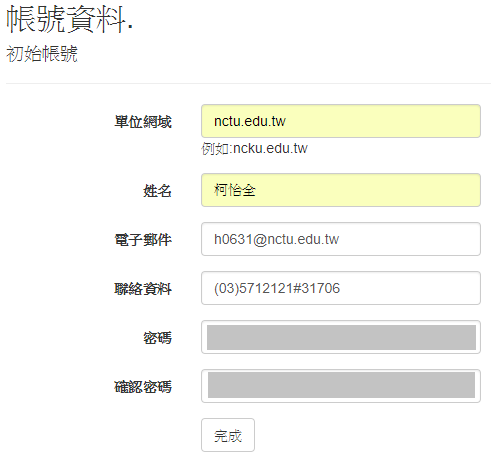 帳號資料.
初始帳號
單位網域 nctu.edu.tw
例如:ncku.edu.tw
姓名 柯怡全
電子郵件 h0631@nctu.edu.tw
聯絡資料 (03)5712121#31706
密碼
確認密碼
完成